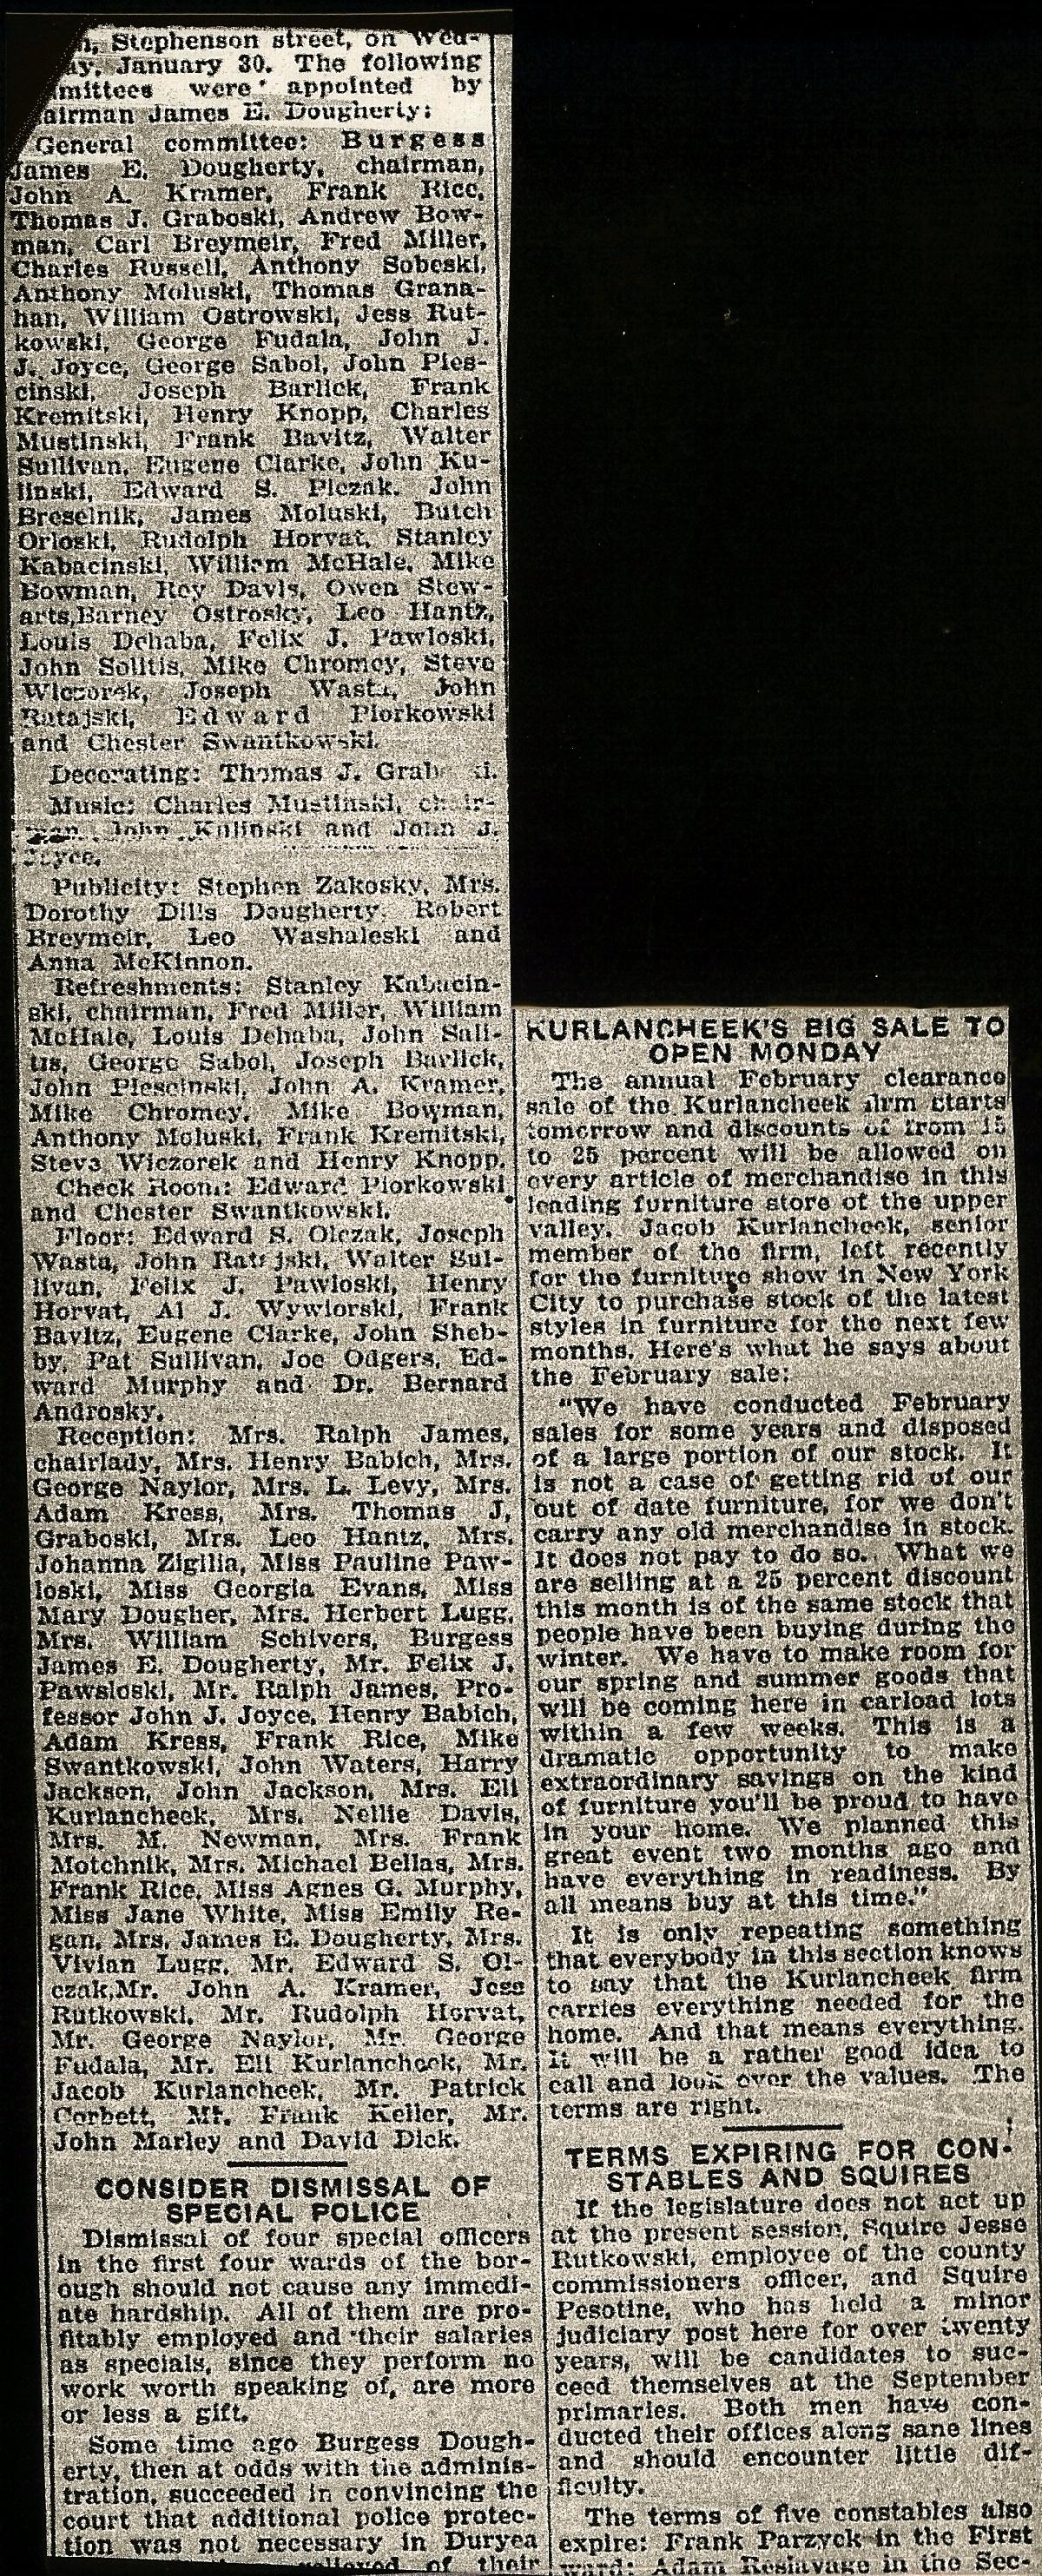 Stephenson street, on Wed-
January 30. The following
were appointed by
James E. Dougherty:
General committee: Burgess
James E. Dougherty, chairman,
John A. Kramer, Frank Rice,
Thomas J. Graboski, Andrew Bow-
man, Carl Breymeir, Fred Miller,
Charles Russell, Anthony Sobeski,
Anthony Moluski, Thomas Grana-
han, William Ostrowski, Jess Rut-
kowski, George Fudala, John J.
J. Joyce, George Sabol, John Ples-
cinski, Joseph Barlick, Frank
Kremitski, Henry Knopp, Charles
Mustinski, Frank Bavitz, Walter
Sullivan, Eugene Clarke, John Ku-
linski, Edward S. Plczak, John
Breselnik, James Moluski, Butch
Orloski, Rudolph Horvat, Stanley
Kabacinski, William McHale, Mike
Bowman, Roy Davis, Owen Stew-
arts,Barney Ostrosky, Leo Hantz,
Louis Dehaba, Felix J. Pawloski,
John Solitis, Mike Chromey, Steve
Wiczorek, Joseph Wasta, John
Ratajski, Edward Piorkowski
and Chester Swantkowski.
Decorating: Thomas J.
Music: Charles Mustinski, chair-
man, John Kulinski and John J.
Joyce.
Publicity: Stephen Zakosky, Mrs.
Dorothy Dills Dougherty, Robert
Breymeir, Leo Washaleski and
Anna McKinnon.
Refreshments: Stanley Kabacin-
ski, chairman, Fred Miller, William
McHale, Louis Dehaba, John Sali-
tis, George Sabol, Joseph Barlick,
John Plescinski, John A. Kramer,
Mike Chromey, Mike Bowman,
Anthony Moluski, Frank Kremitski,
Steve Wiczorek and Henry Knopp.
Check Room: Edward Piorkowski
and Chester Swantkowski.
Floor: Edward S. Olczak, Joseph
Wasta, John Ratajski, Walter Sul-
livan, Felix J. Pawloski, Henry
Horvat, Al J. Wywiorski, Frank
Bavitz, Eugene Clarke, John Sheb-
by, Pat Sullivan, Joe Odgers, Ed-
ward Murphy and Dr. Bernard
Androsky.
Reception: Mrs. Ralph James,
chairlady, Mrs. Henry Babich, Mrs.
George Naylor, Mrs. L. Levy, Mrs.
Adam Kress, Mrs. Thomas J.
Graboski, Mrs. Leo Hantz, Mrs.
Johanna Ziglila, Miss Pauline Paw-
loski, Miss Georgia Evans, Miss
Mary Dougher, Mrs. Herbert Lugg,
Mrs. William Schivers, Burgess
James E. Dougherty, Mr. Felix J.
Pawsloski, Mr. Ralph James, Pro-
fessor John J. Joyce, Henry Babich,
Adam Kress, Frank Rice, Mike
Swantkowski, John Waters, Harry
Jackson, John Jackson, Mrs. Eli
Kurlancheek, Mrs. Nellie Davis,
Mrs. M. Newman, Mrs. Frank
Motchnik, Mrs. Michael Bellas, Mrs.
Frank Rice, Miss Agnes G. Murphy,
Miss Jane White, Miss Emily Re-
gan, Mrs. James E. Dougherty, Mrs.
Vivian Lugg, Mr. Edward S. Ol-
czak,Mr. John A. Kramer, Jess
Rutkowski, Mr. Rudolph Horvat,
Mr. George Naylor, Mr. George
Fudala, Mr. Eli Kurlancheek, Mr.
Jacob Kurlancheek, Mr. Patrick
Corbett, Mr. Frank Keller, Mr.
John Marley and David Dick.
CONSIDER DISMISSAL OF
SPECIAL POLICE
Dismissal of four special officers
in the first four wards of the bor-
ough should not cause any immedi-
ate hardship. All of them are pro-
fitably employed and their salaries
as specials, since they perform no
work worth speaking of, are more
or less a gift.
Some time ago Burgess Dough-
erty, then at odds with the adminis-
tration, succeeded in convincing the
court that additional police protec-
tion was not necessary in Duryea
of their
KURLANCHEEK'S BIG SALE TO
OPEN MONDAY
The annual February clearance
sale of the Kurlancheek firm starts
tomorrow and discounts of from 15
to 25 percent will be allowed on
every article of merchandise in this
leading furniture store of the upper
valley. Jacob Kurlancheek, senior
member of the firm, left recently
for the furniture show in New York
City to purchase stock of the latest
styles in furniture for the next few
months. Here's what he says about
the February sale:
"We have conducted February
sales for some years and disposed
of a large portion of our stock. It
is not a case of getting rid of our
out of date furniture, for we don't
carry any old merchandise in stock.
It does not pay to do so. What we
are selling at a 25 percent discount
this month is of the same stock that
people have been buying during the
winter. We have to make room for
our spring and summer goods that
will be coming here in carload lots
within a few weeks. This is a
dramatic opportunity to make
extraordinary savings on the kind
of furniture you'll be proud to have
in your home. We planned this
great event two months ago and
have everything in readiness. By
all means buy at this time."
It is only repeating something
that everybody in this section knows
to say that the Kurlancheek firm
carries everything needed for the
home. And that means everything.
It will be a rather good idea to
call and look over the values. The
terms are right.
TERMS EXPIRING FOR CON-
STABLES AND SQUIRES
If the legislature does not act up
at the present session, Squire Jesse
Rutkowski, employee of the county
commissioners officer, and Squire
Pesotine, who has held a minor
judiciary post here for over twenty
years, will be candidates to suc-
ceed themselves at the September
primaries. Both men have con-
ducted their offices along sane lines
and should encounter little dif-
ficulty.
The terms of five constables also
expire: Frank Parzyck in the First
ward; Adam Reslavage in the Sec-